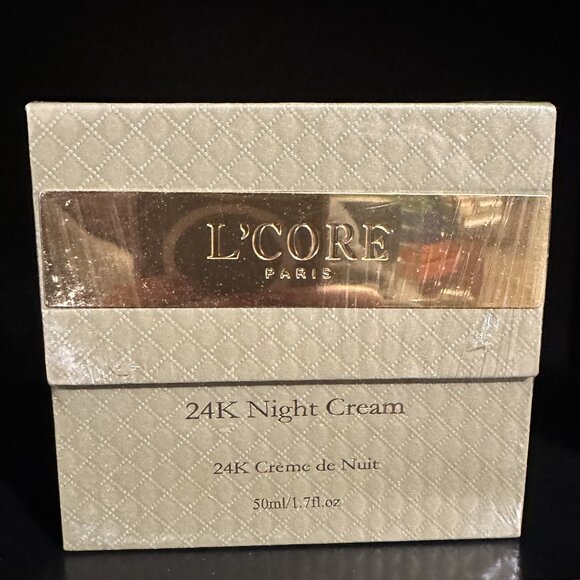 L'CORE
PARIS
24K Night Cream
24K Crème de Nuit
50ml/1.7fl.oz